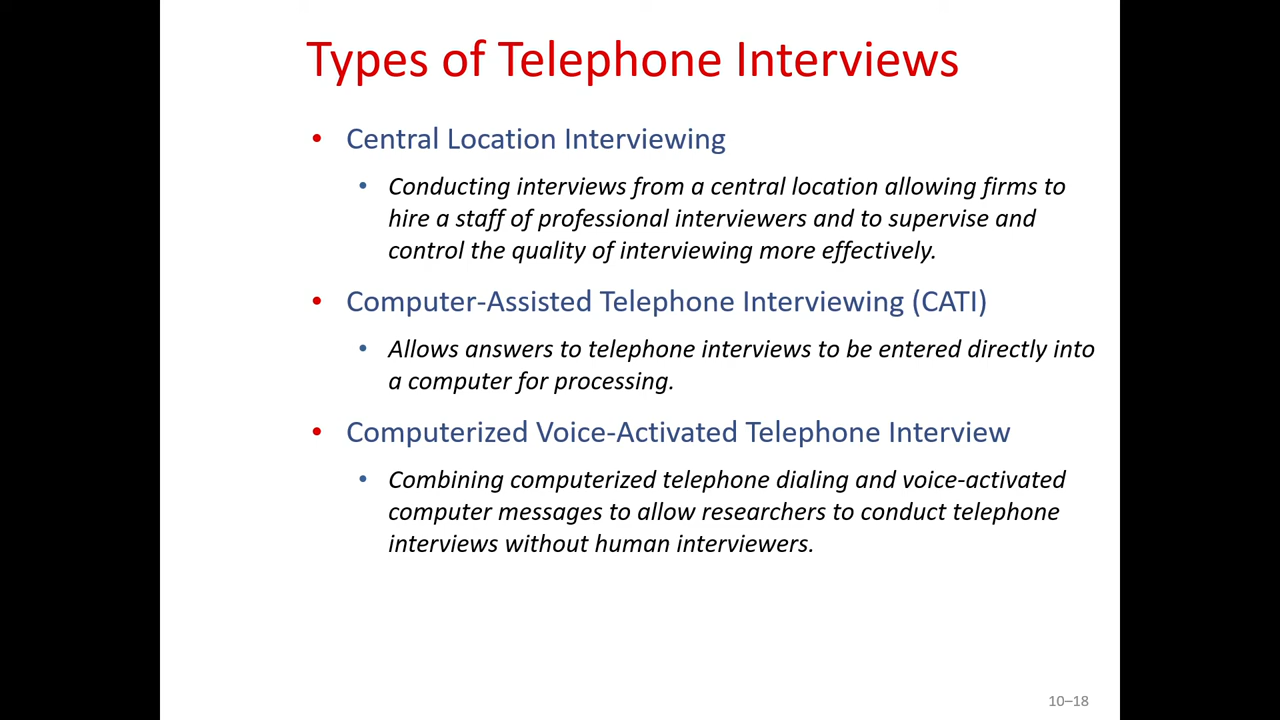 Types of Telephone Interviews
• Central Location Interviewing
• Conducting interviews from a central location allowing firms to
hire a staff of professional interviewers and to supervise and
control the quality of interviewing more effectively.
• Computer-Assisted Telephone Interviewing (CATI)
• Allows answers to telephone interviews to be entered directly into
a computer for processing.
• Computerized Voice-Activated Telephone Interview
• Combining computerized telephone dialing and voice-activated
computer messages to allow researchers to conduct telephone
interviews without human interviewers.
10–18